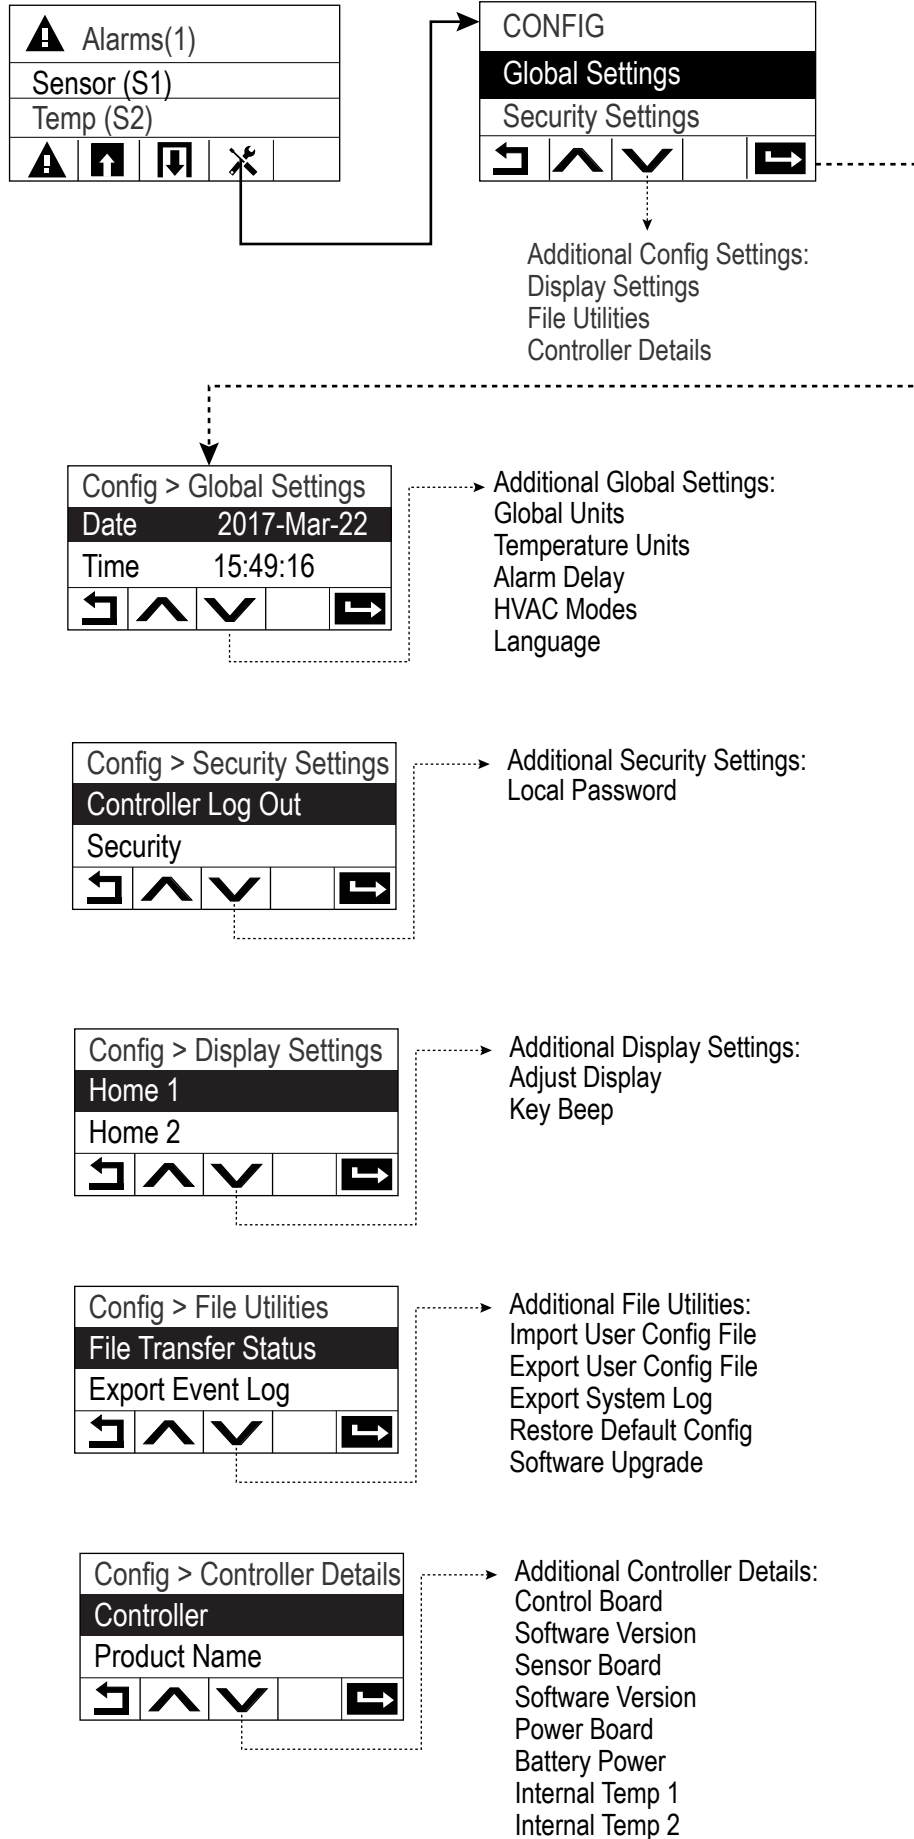 Alarms(1)
Sensor (S1)
Temp (S2)
CONFIG
Global Settings
Security Settings
Additional Config Settings:
Display Settings
File Utilities
Controller Details
Config > Global Settings
Date 2017-Mar-22
Time 15:49:16
Additional Global Settings:
Global Units
Temperature Units
Alarm Delay
HVAC Modes
Language
Config > Security Settings
Controller Log Out
Security
Additional Security Settings:
Local Password
Config > Display Settings
Home 1
Home 2
Additional Display Settings:
Adjust Display
Key Beep
Config > File Utilities
File Transfer Status
Export Event Log
Additional File Utilities:
Import User Config File
Export User Config File
Export System Log
Restore Default Config
Software Upgrade
Config > Controller Details
Controller
Product Name
Additional Controller Details:
Control Board
Software Version
Sensor Board
Software Version
Power Board
Battery Power
Internal Temp 1
Internal Temp 2